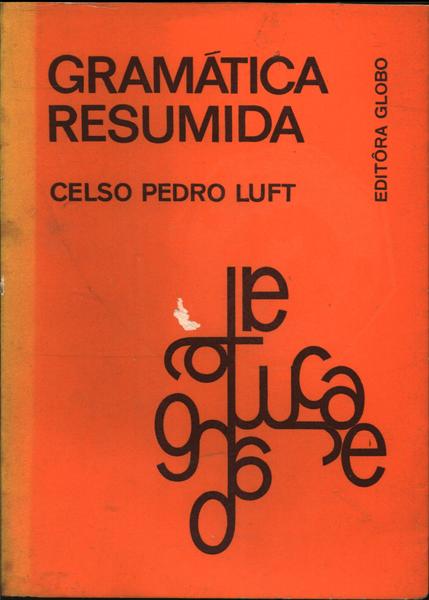 GRAMÁTICA
RESUMIDA
CELSO PEDRO LUFT
EDITÔRA GLOBO